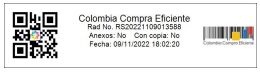 Colombia Compra Eficiente
Rad No. RS20221109013588
Anexos: No Con copia: No
Fecha: 09/11/2022 18:02:20
Colombia Compra Eficiente